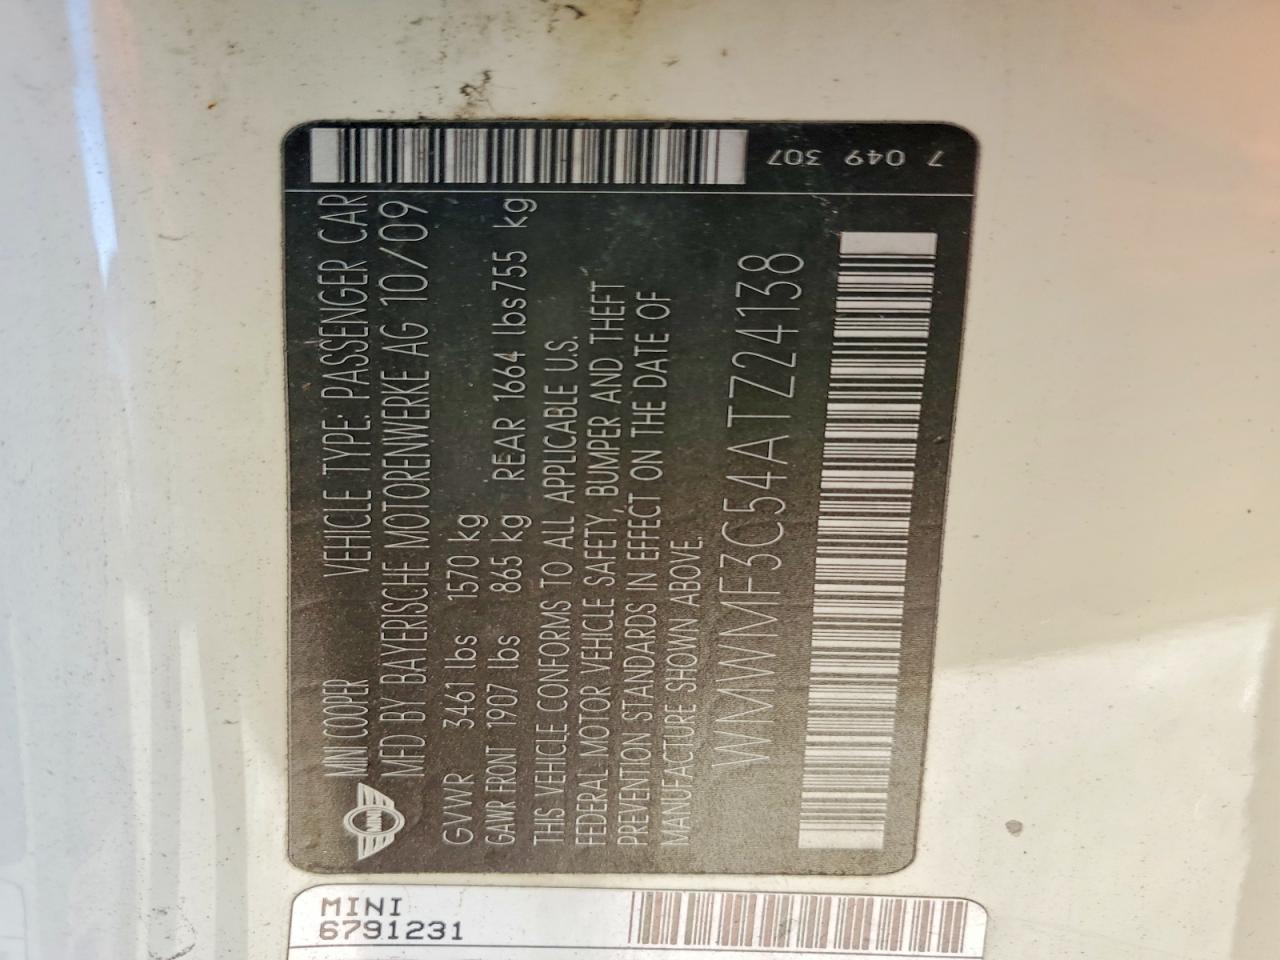 MINI
MINI COOPER VEHICLE TYPE: PASSENGER CAR
MFD BY BAYERISCHE MOTORENWERKE AG 10/09
GVWR 3461 lbs 1570 kg
GAWR FRONT 1907 lbs 865 kg REAR 1664 lbs 755 kg
THIS VEHICLE CONFORMS TO ALL APPLICABLE U.S.
FEDERAL MOTOR VEHICLE SAFETY, BUMPER AND THEFT
PREVENTION STANDARDS IN EFFECT ON THE DATE OF
MANUFACTURE SHOWN ABOVE.
WMWMF3C54ATZ24138
7 049 307
MINI
6791231